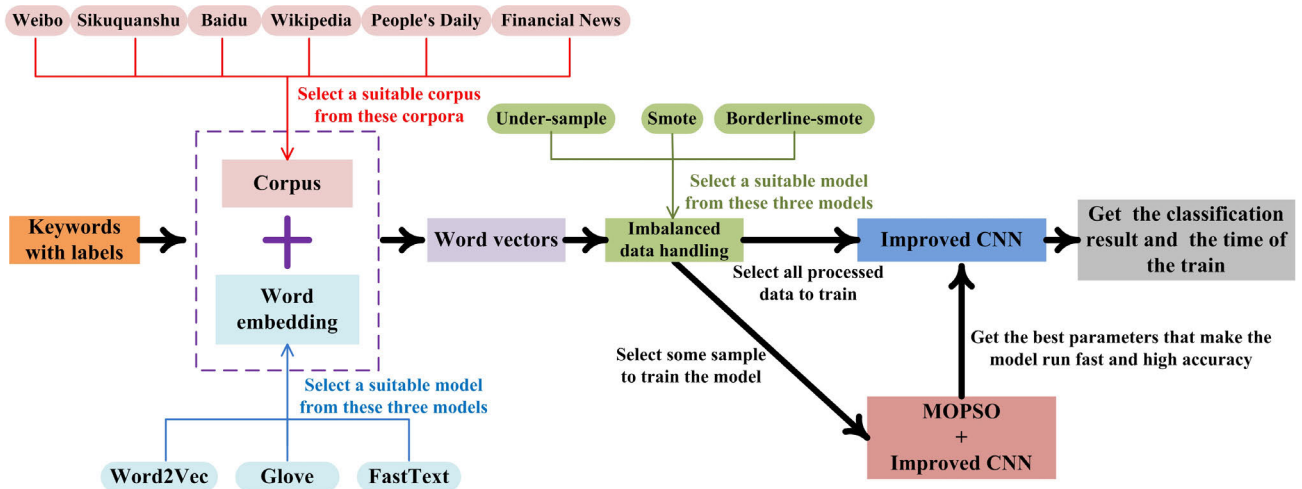 Weibo
Sikuquanshu
Baidu
Wikipedia
People's Daily
Financial News
Select a suitable corpus
from these corpora
Under-sample
Smote
Borderline-smote
Corpus
Select a suitable model
from these three models
Keywords
with labels
+
Word vectors
Imbalanced
data handling
Improved CNN
Get the classification
result and the time of
the train
Select all processed
data to train
Word
embedding
Select some sample
to train the model
Get the best parameters that make the
model run fast and high accuracy
Select a suitable model
from these three models
MOPSO
+
Improved CNN
Word2Vec
Glove
FastText